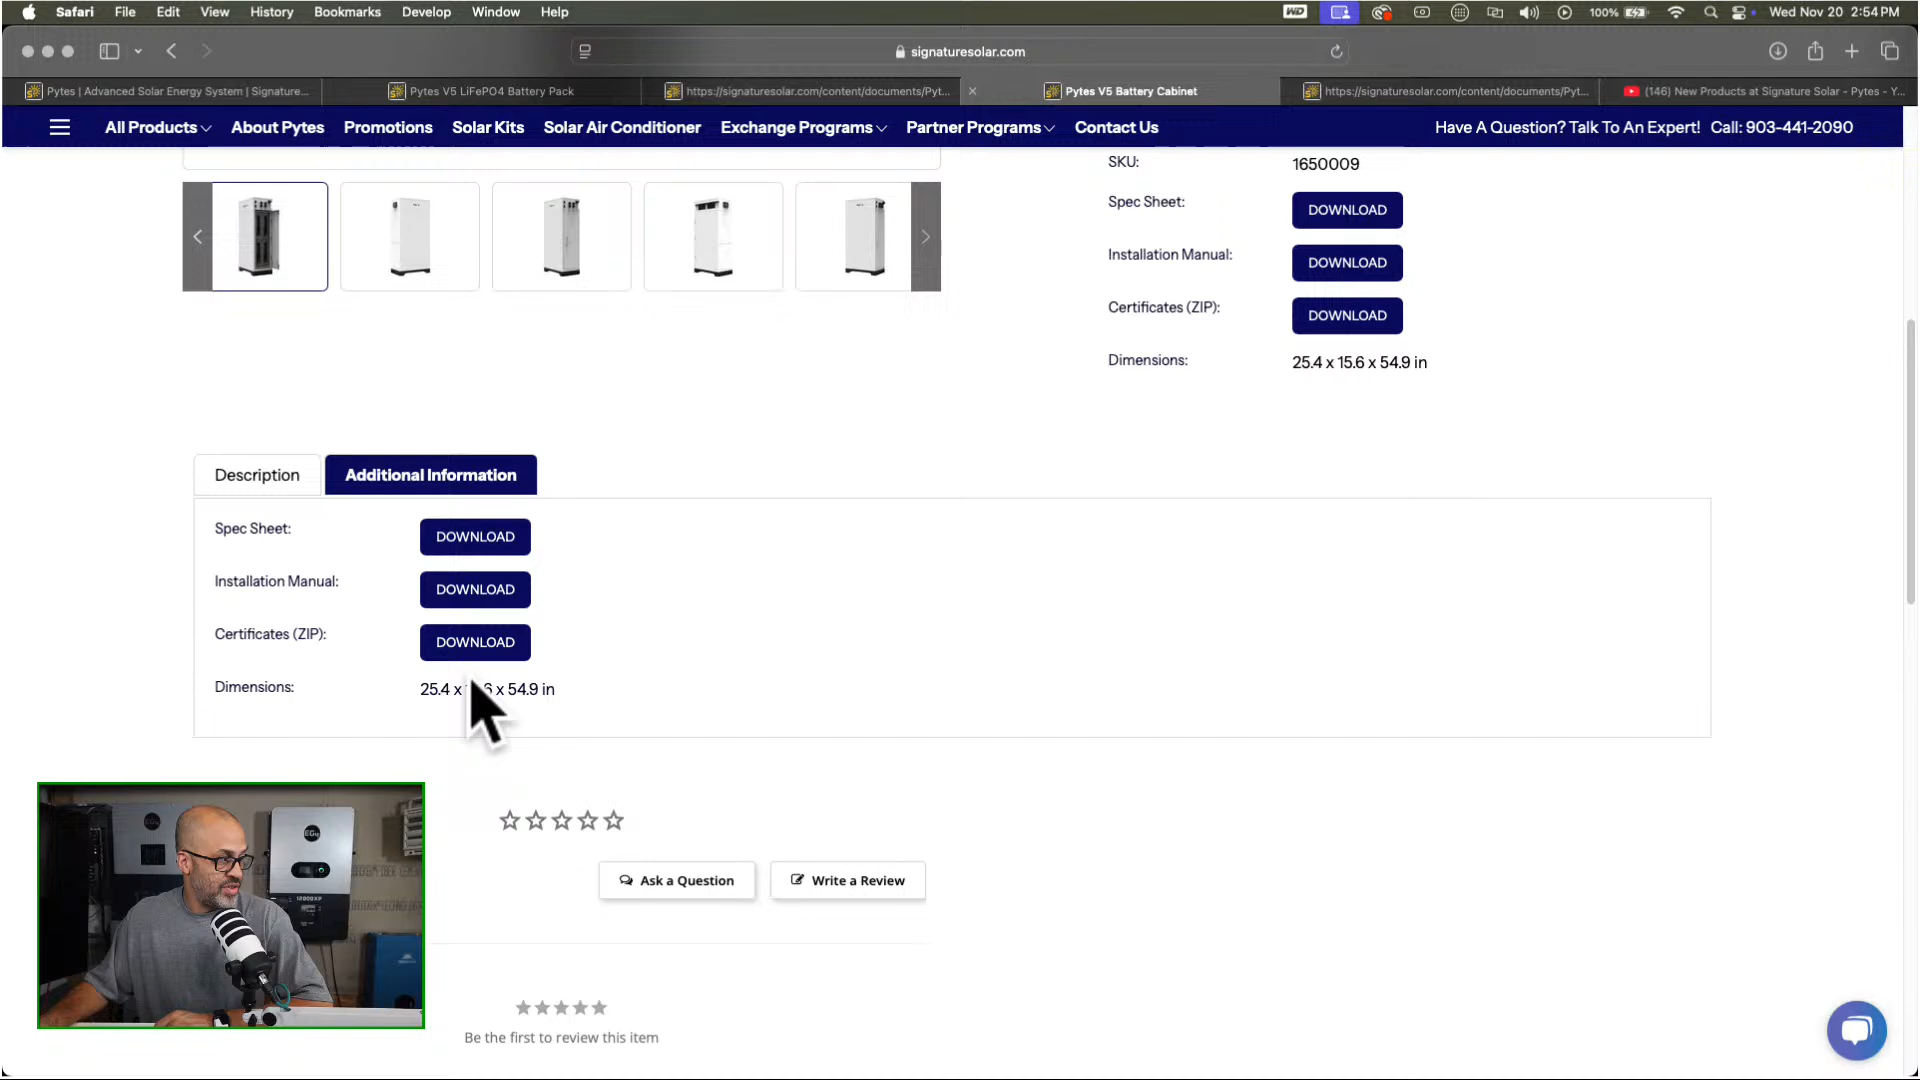 Safari File Edit View History Bookmarks Develop Window Help
WD 100% Wed Nov 20 2:54 PM
signaturesolar.com
Pytes | Advanced Solar Energy System | Signature...
Pytes V5 LiFePO4 Battery Pack
https://signaturesolar.com/content/documents/Pyt...
Pytes V5 Battery Cabinet
https://signaturesolar.com/content/documents/Pyt...
(146) New Products at Signature Solar - Pytes - Y...
All Products About Pytes Promotions Solar Kits Solar Air Conditioner Exchange Programs Partner Programs Contact Us
Have A Question? Talk To An Expert! Call: 903-441-2090
SKU: 1650009
Spec Sheet: DOWNLOAD
Installation Manual: DOWNLOAD
Certificates (ZIP): DOWNLOAD
Dimensions: 25.4 x 15.6 x 54.9 in
Description Additional Information
Spec Sheet: DOWNLOAD
Installation Manual: DOWNLOAD
Certificates (ZIP): DOWNLOAD
Dimensions: 25.4 x 6 x 54.9 in
EG4
12000XP
Ask a Question Write a Review
Be the first to review this item